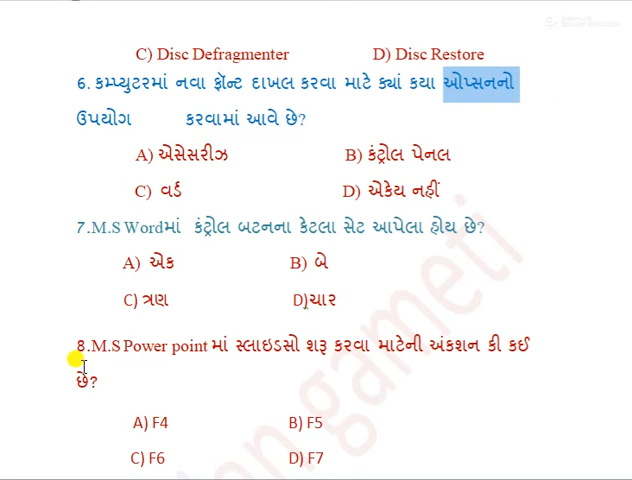 C) Disc Defragmenter D) Disc Restore
6. કમ્પ્યુટરમાં નવા ફ્રૉન્ટ દાખલ કરવા માટે ક્યાં કયા ઓપ્સનનો
ઉપયોગ કરવામાં આવે છે?
A) એસેસરીઝ B) કંટ્રોલ પેનલ
C) વર્ડ D) એકેય નહીં
7.M.S Wordમાં કંટ્રોલ બટનના કેટલા સેટ આપેલા હોય છે?
A) એક B) બે
C) ત્રણ D)ચાર
8.M.S Power point માં સ્લાઇડસો શરૂ કરવા માટેની ફંકશન કી કઈ
છે?
A) F4 B) F5
C) F6 D) F7
gameti